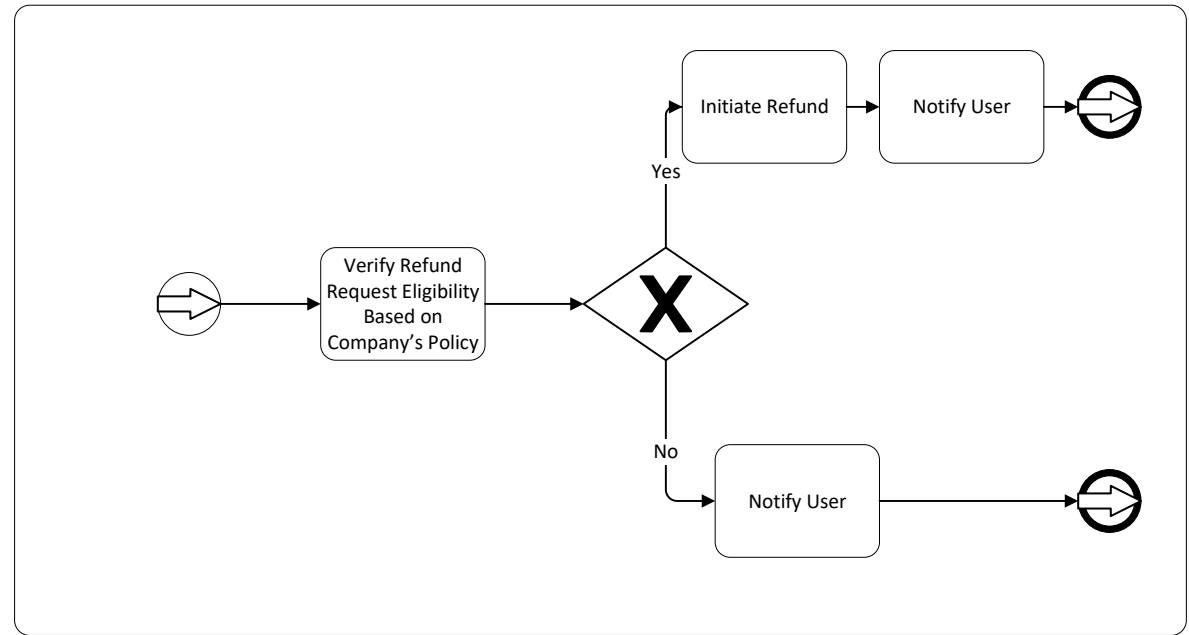 Initiate Refund
Notify User
Yes
Verify Refund
Request Eligibility
Based on
Company’s Policy
X
No
Notify User